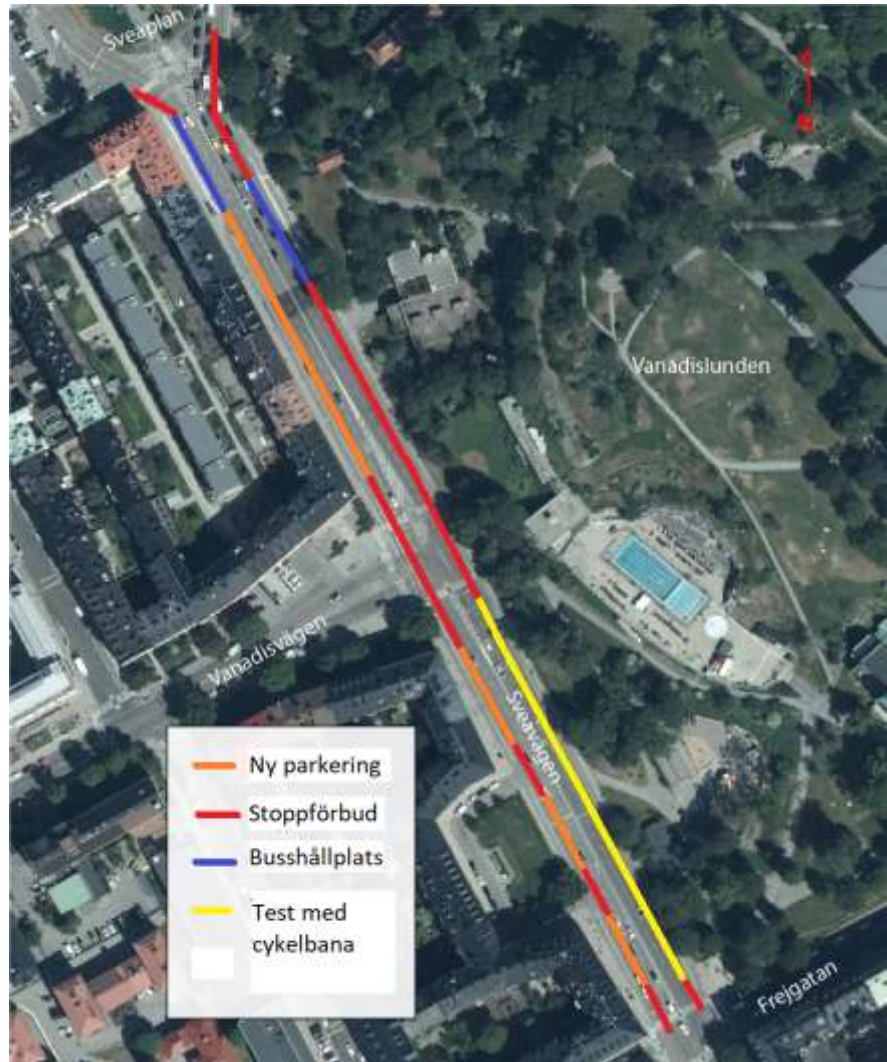 Sveaplan
Vanadislunden
Vanadisvägen
Sveavägen
Frejgatan
Ny parkering
Stoppförbud
Busshållplats
Test med
cykelbana